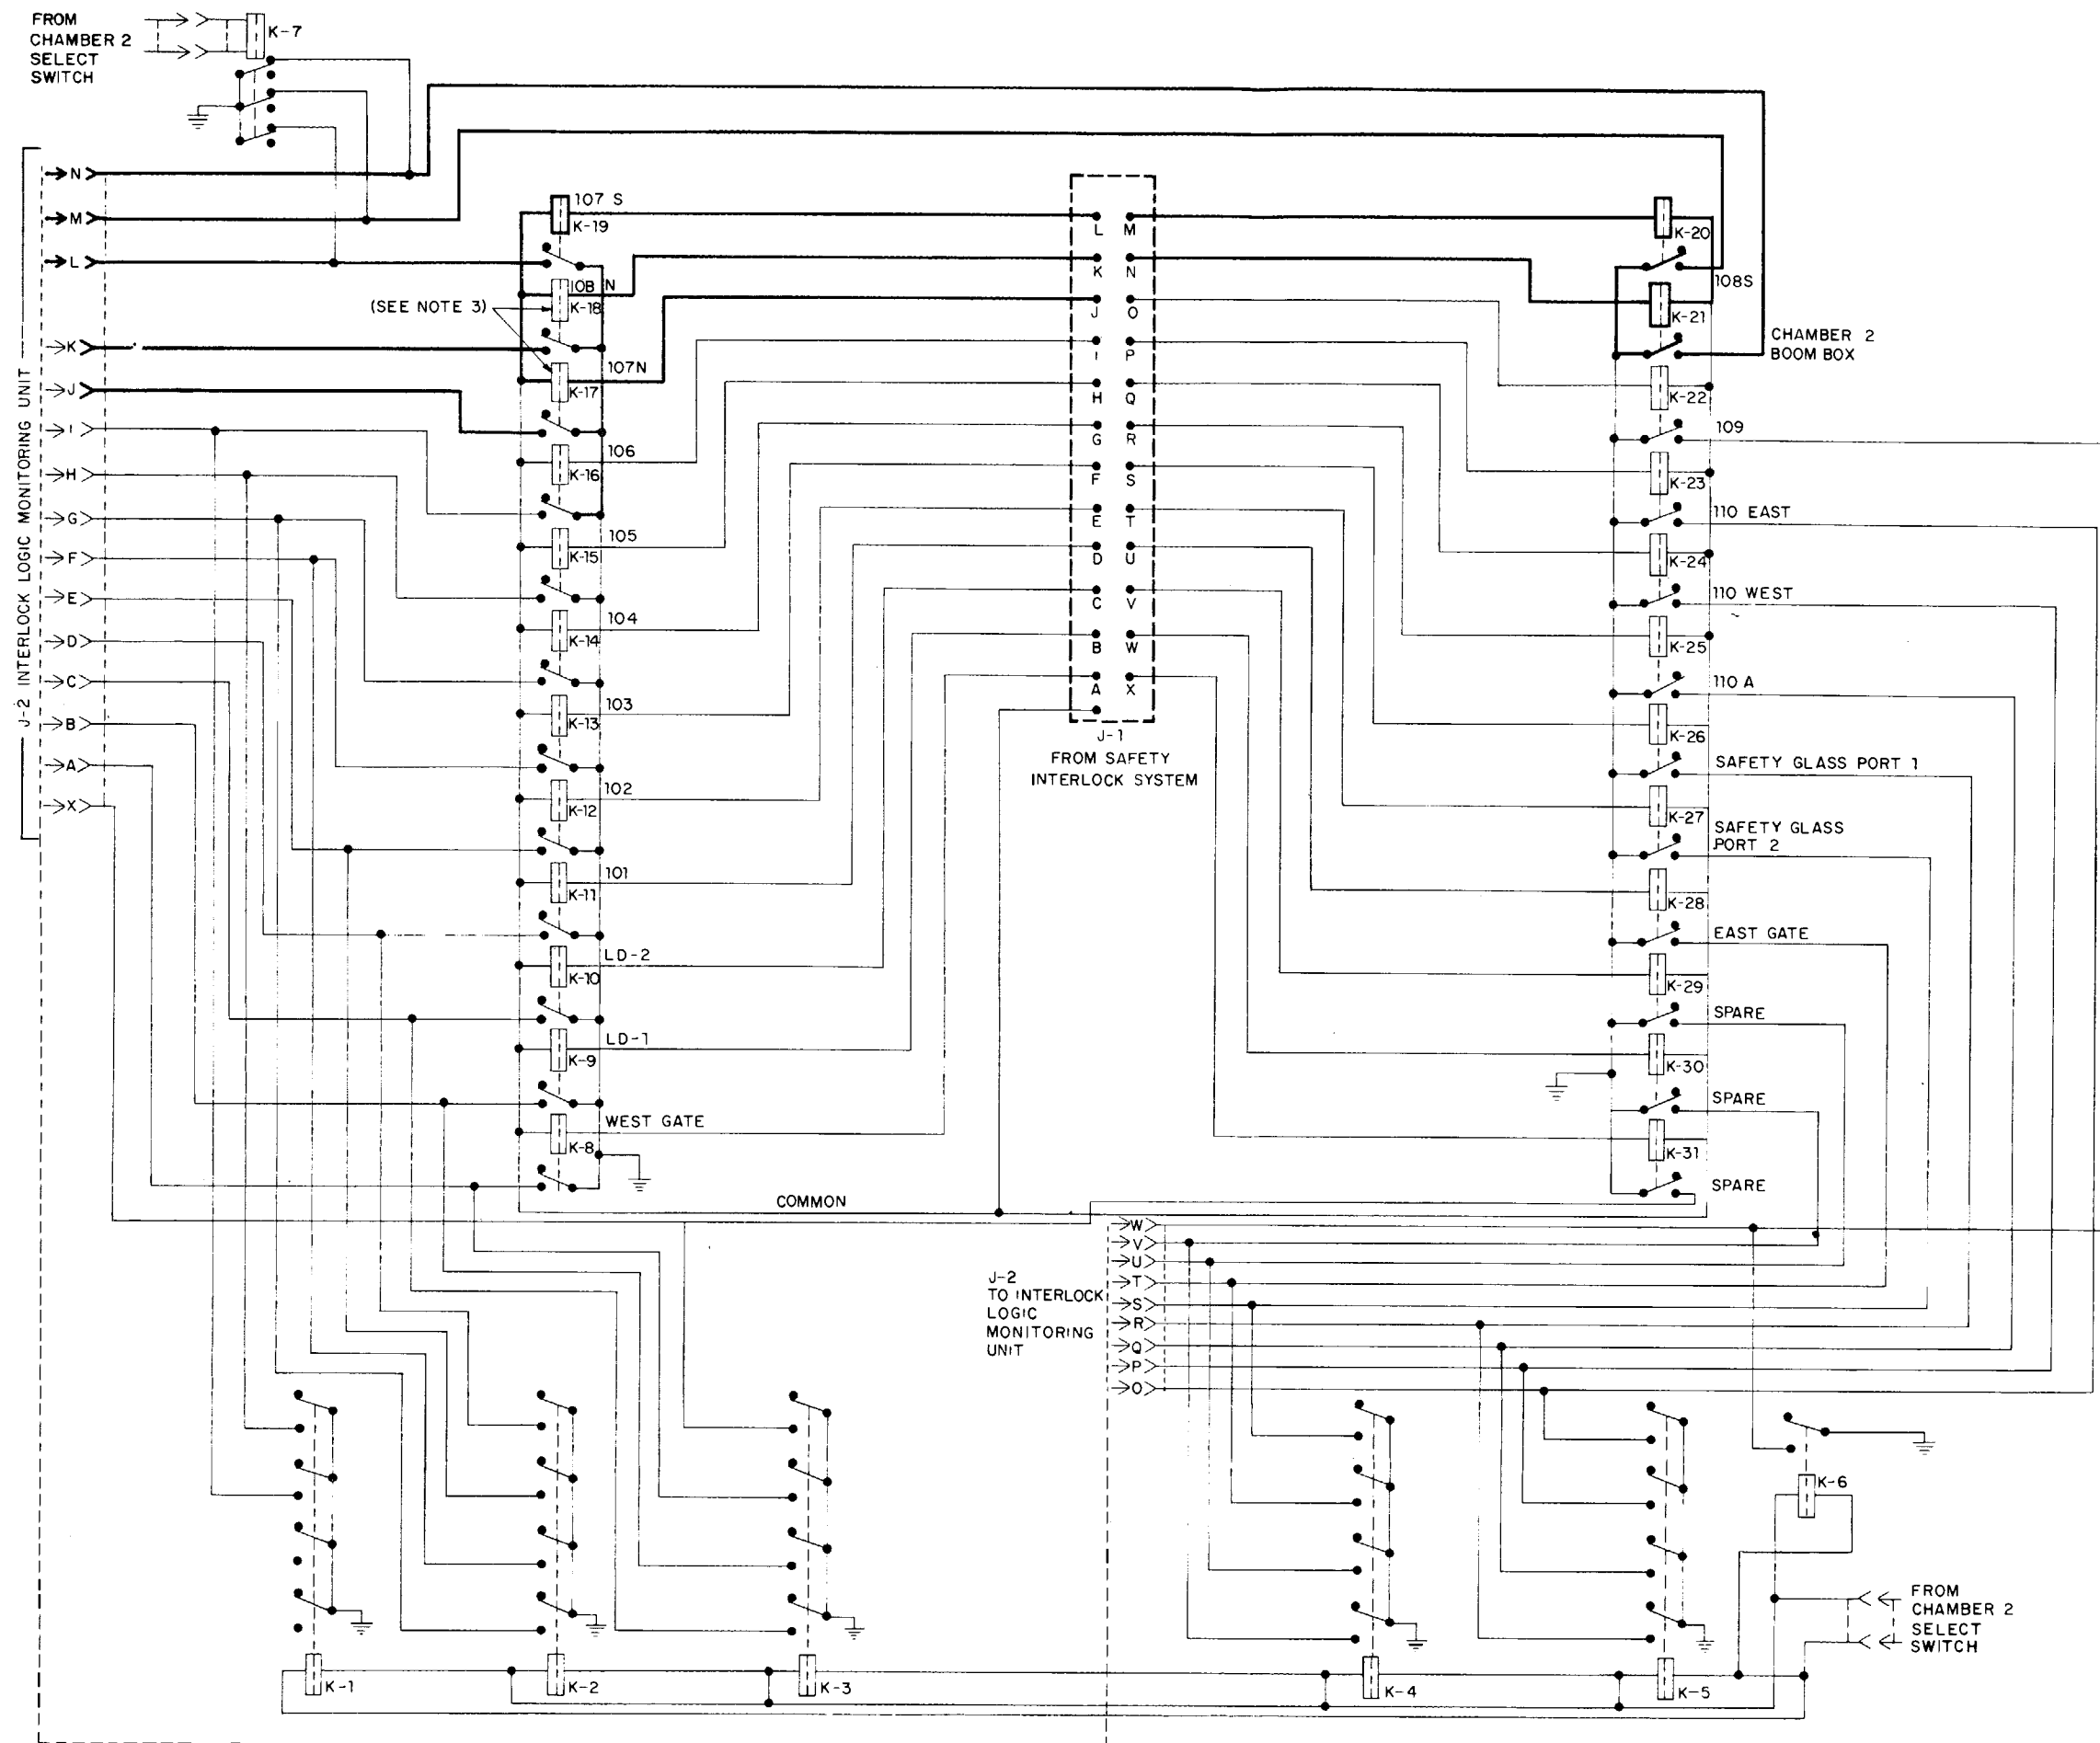 FROM
CHAMBER 2
SELECT
SWITCH
K-7
J-2 INTERLOCK LOGIC MONITORING UNIT
N
M
L
K
J
I
H
G
F
E
D
C
B
A
X
(SEE NOTE 3)
107 S
K-19
10B N
K-18
107N
K-17
106
K-16
105
K-15
104
K-14
103
K-13
102
K-12
101
K-11
LD-2
K-10
LD-1
K-9
WEST GATE
K-8
COMMON
L M
K N
J O
I P
H Q
G R
F S
E T
D U
C V
B W
A X
J-1
FROM SAFETY
INTERLOCK SYSTEM
K-20
108S
K-21
CHAMBER 2
BOOM BOX
K-22
109
K-23
110 EAST
K-24
110 WEST
K-25
110 A
K-26
SAFETY GLASS PORT 1
K-27
SAFETY GLASS
PORT 2
K-28
EAST GATE
K-29
SPARE
K-30
SPARE
K-31
SPARE
J-2
TO INTERLOCK
LOGIC
MONITORING
UNIT
W
V
U
T
S
R
Q
P
O
K-6
FROM
CHAMBER 2
SELECT
SWITCH
K-1
K-2
K-3
K-4
K-5